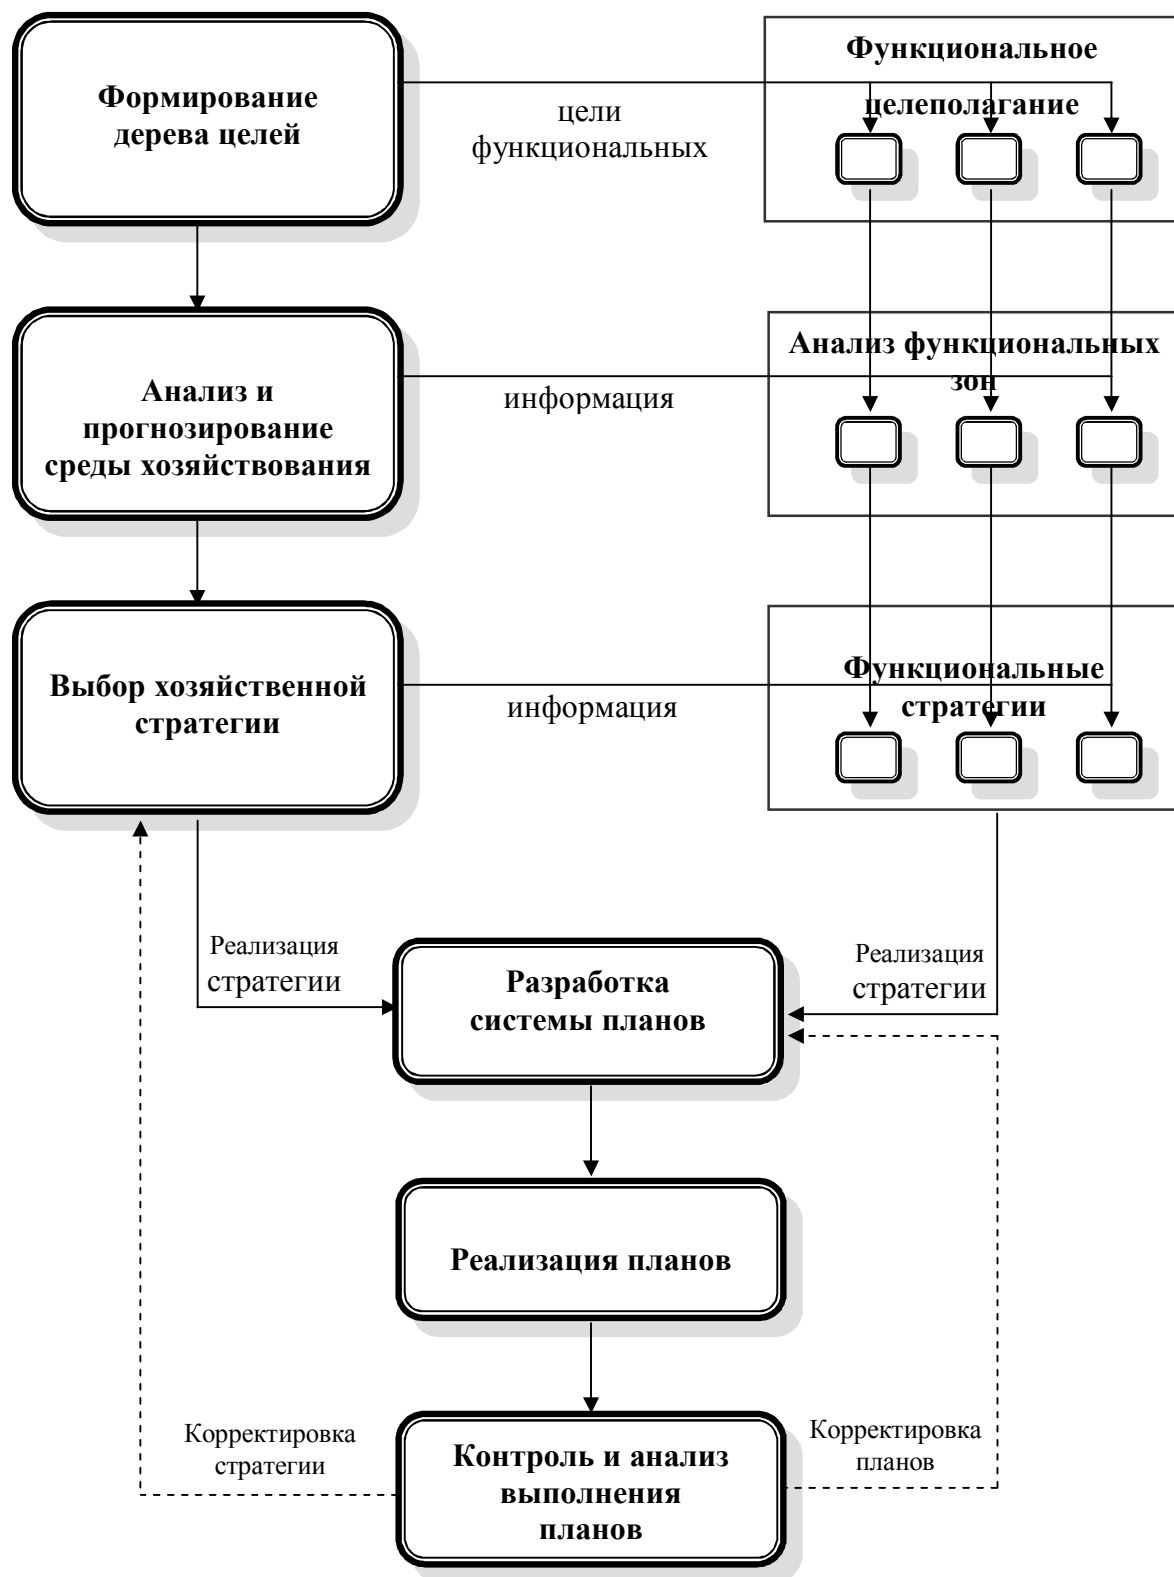 Формирование
дерева целей
цели
функциональных
Функциональное
целеполагание
Анализ и
прогнозирование
среды хозяйствования
информация
Анализ функциональных
зон
Выбор хозяйственной
стратегии
информация
Функциональные
стратегии
Реализация
стратегии
Разработка
системы планов
Реализация
стратегии
Реализация планов
Корректировка
стратегии
Контроль и анализ
выполнения
планов
Корректировка
планов